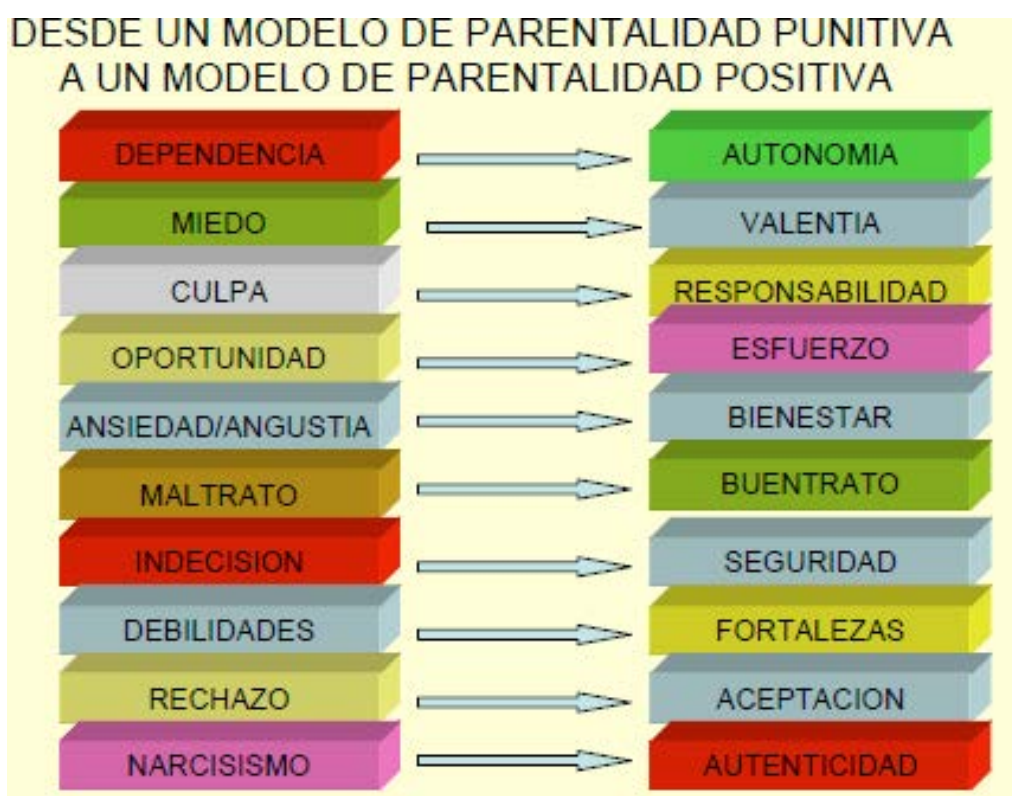 DESDE UN MODELO DE PARENTALIDAD PUNITIVA
A UN MODELO DE PARENTALIDAD POSITIVA
DEPENDENCIA AUTONOMIA
MIEDO VALENTIA
CULPA RESPONSABILIDAD
OPORTUNIDAD ESFUERZO
ANSIEDAD/ANGUSTIA BIENESTAR
MALTRATO BUENTRATO
INDECISION SEGURIDAD
DEBILIDADES FORTALEZAS
RECHAZO ACEPTACION
NARCISISMO AUTENTICIDAD